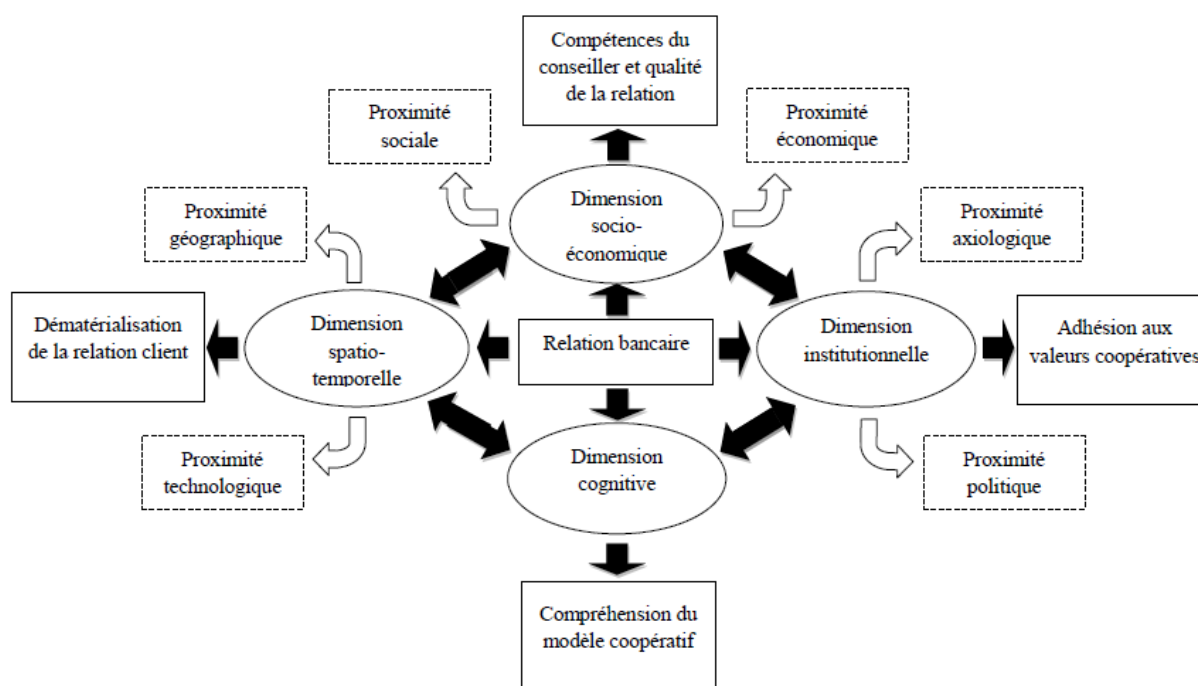 Compétences du
conseiller et qualité
de la relation
Proximité
sociale
Proximité
économique
Proximité
géographique
Dimension
socio-
économique
Proximité
axiologique
Dématérialisation
de la relation client
Dimension
spatio-
temporelle
Relation bancaire
Dimension
institutionnelle
Adhésion aux
valeurs coopératives
Proximité
technologique
Dimension
cognitive
Proximité
politique
Compréhension du
modèle coopératif